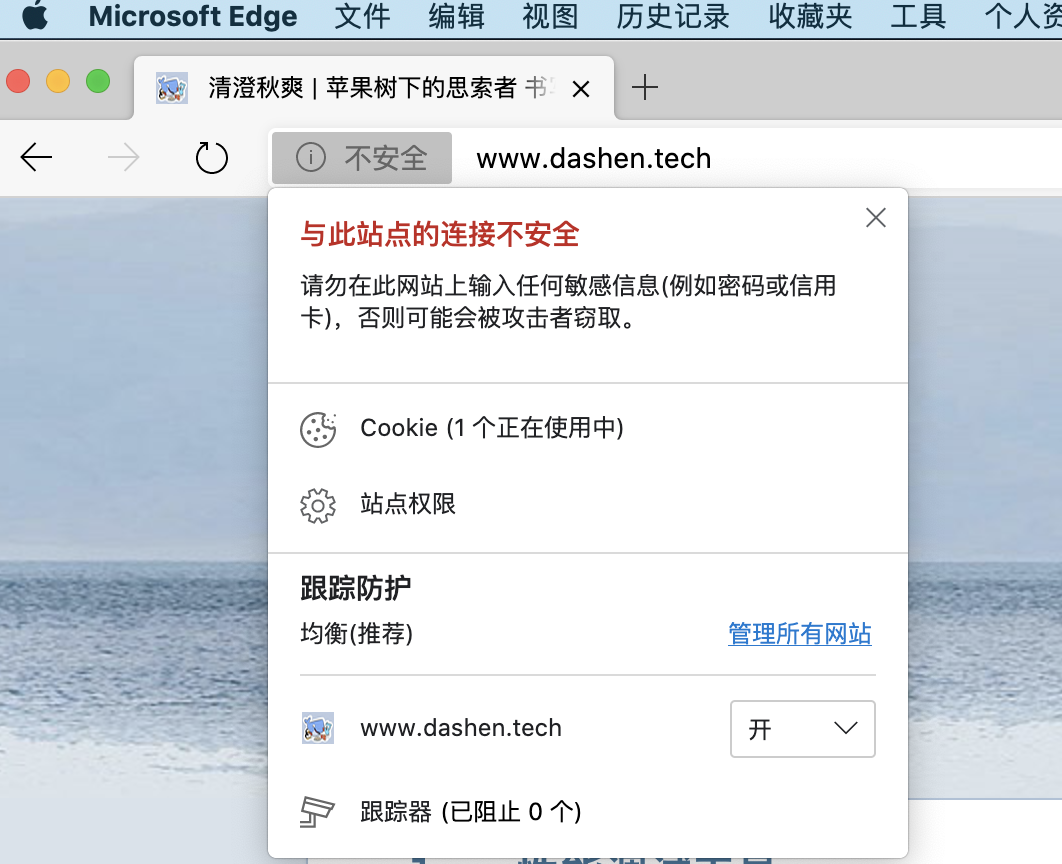 Microsoft Edge 文件 编辑 视图 历史记录 收藏夹 工具 个人资
清澄秋爽 | 苹果树下的思索者 书
不安全 www.dashen.tech
与此站点的连接不安全
请勿在此网站上输入任何敏感信息(例如密码或信用
卡)，否则可能会被攻击者窃取。
Cookie (1 个正在使用中)
站点权限
跟踪防护
均衡(推荐) 管理所有网站
www.dashen.tech 开
跟踪器 (已阻止 0 个)